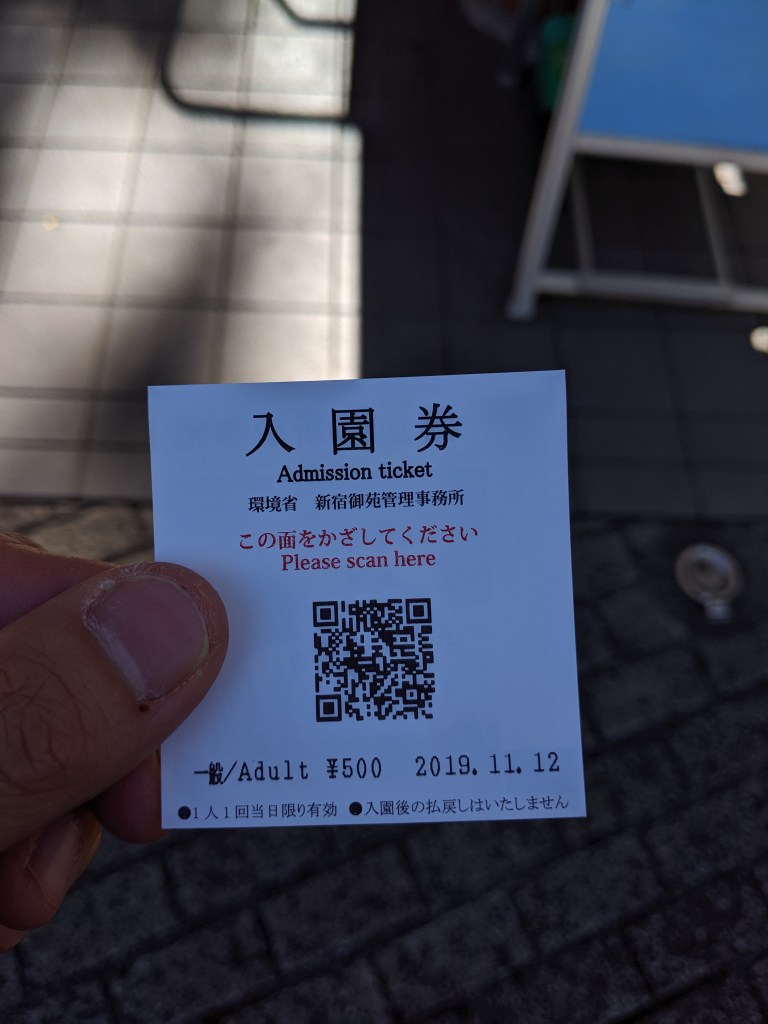 入園券
Admission ticket
環境省 新宿御苑管理事務所
この面をかざしてください
Please scan here
一般/Adult ¥500 2019.11.12
●1人1回当日限り有効 ●入園後の払戻しはいたしません